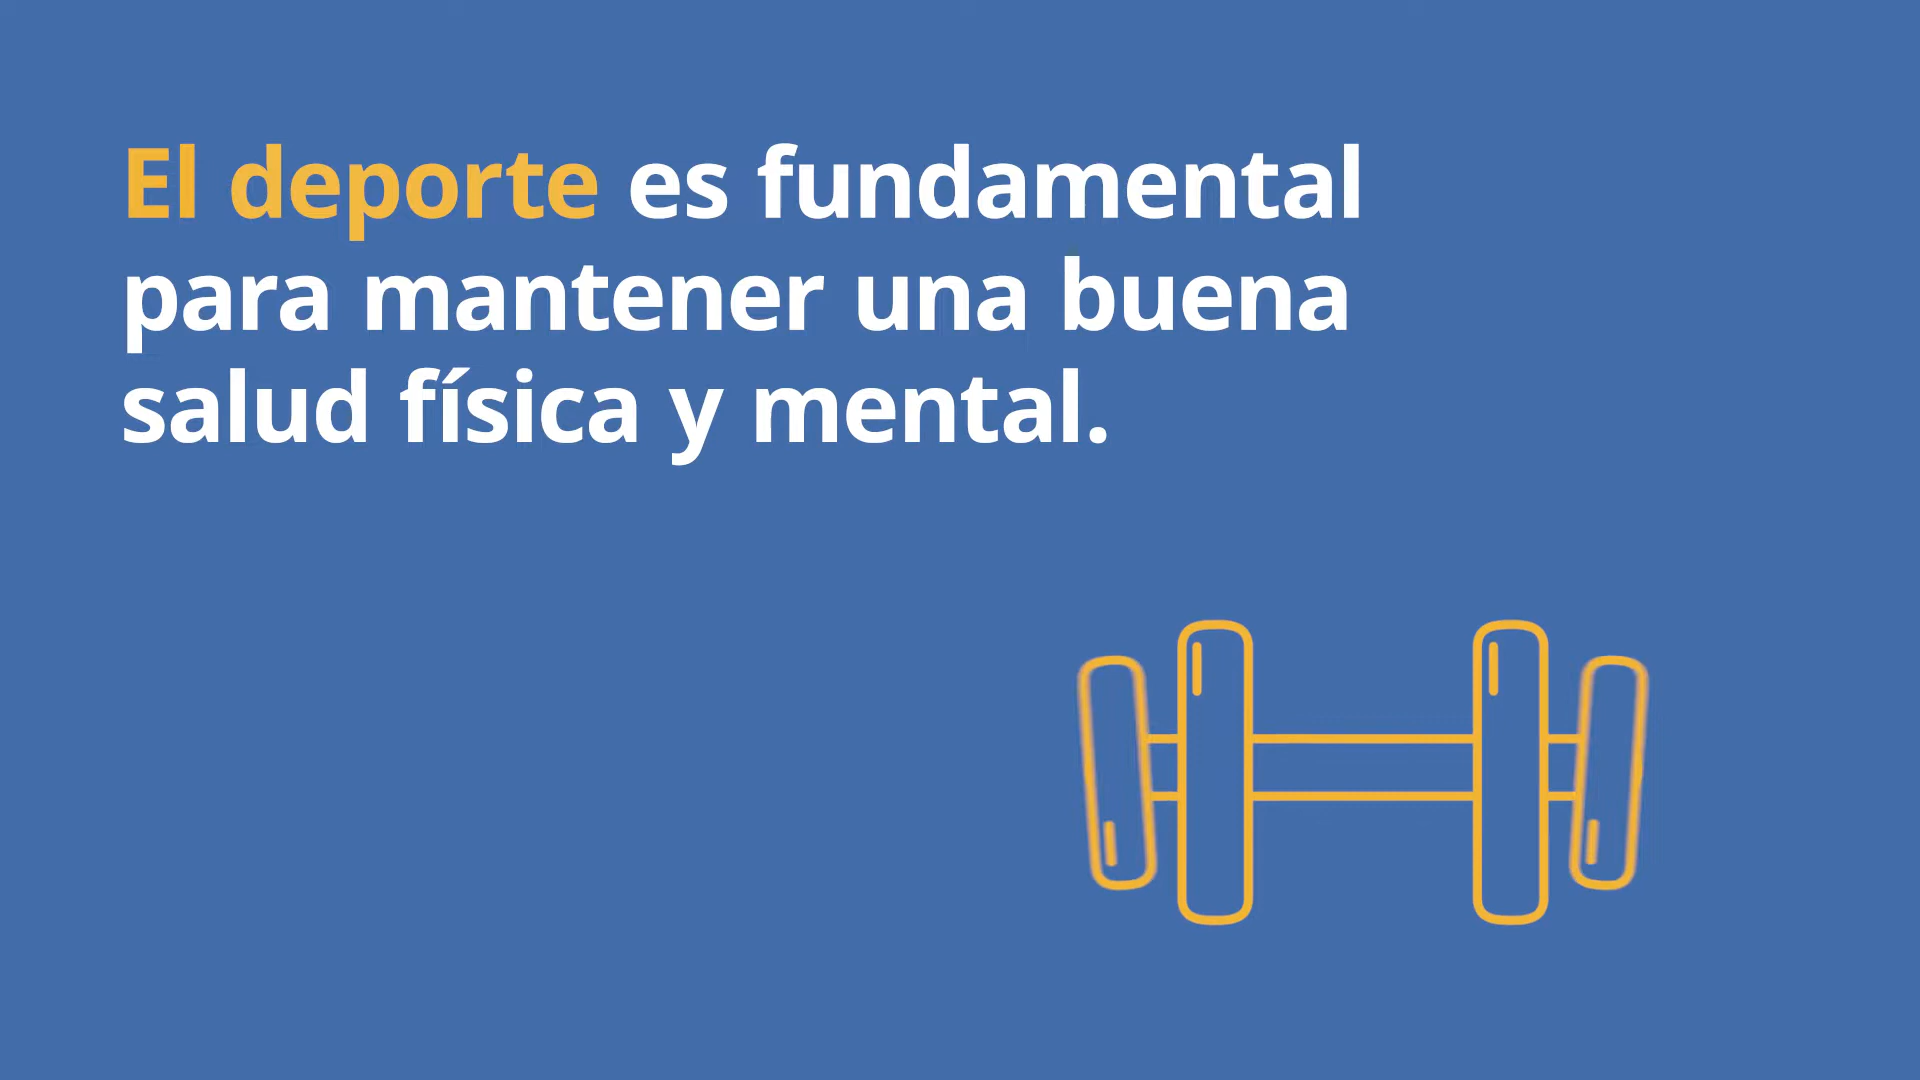 El deporte es fundamental
para mantener una buena
salud física y mental.